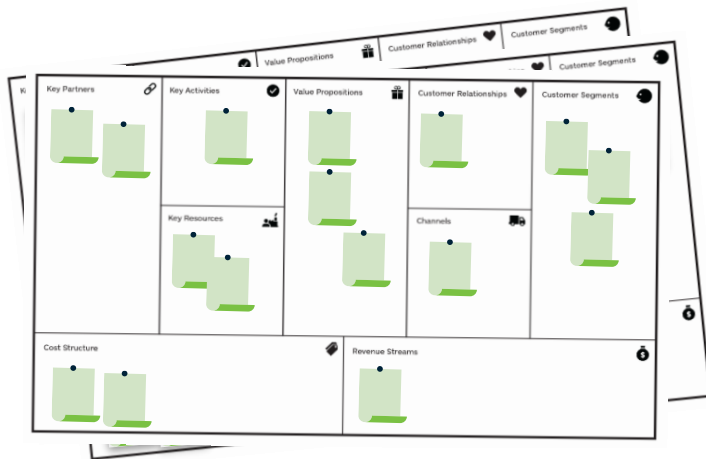 Value Propositions
Customer Relationships
Customer Segments
Customer Segments
Key Partners
Key Activities
Value Propositions
Customer Relationships
Customer Segments
Key Resources
Channels
Cost Structure
Revenue Streams